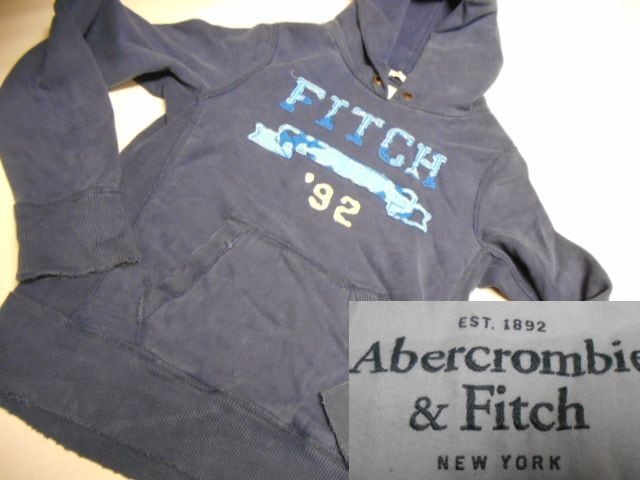 FITCH
'92
EST. 1892
Abercrombie
& Fitch
NEW YORK